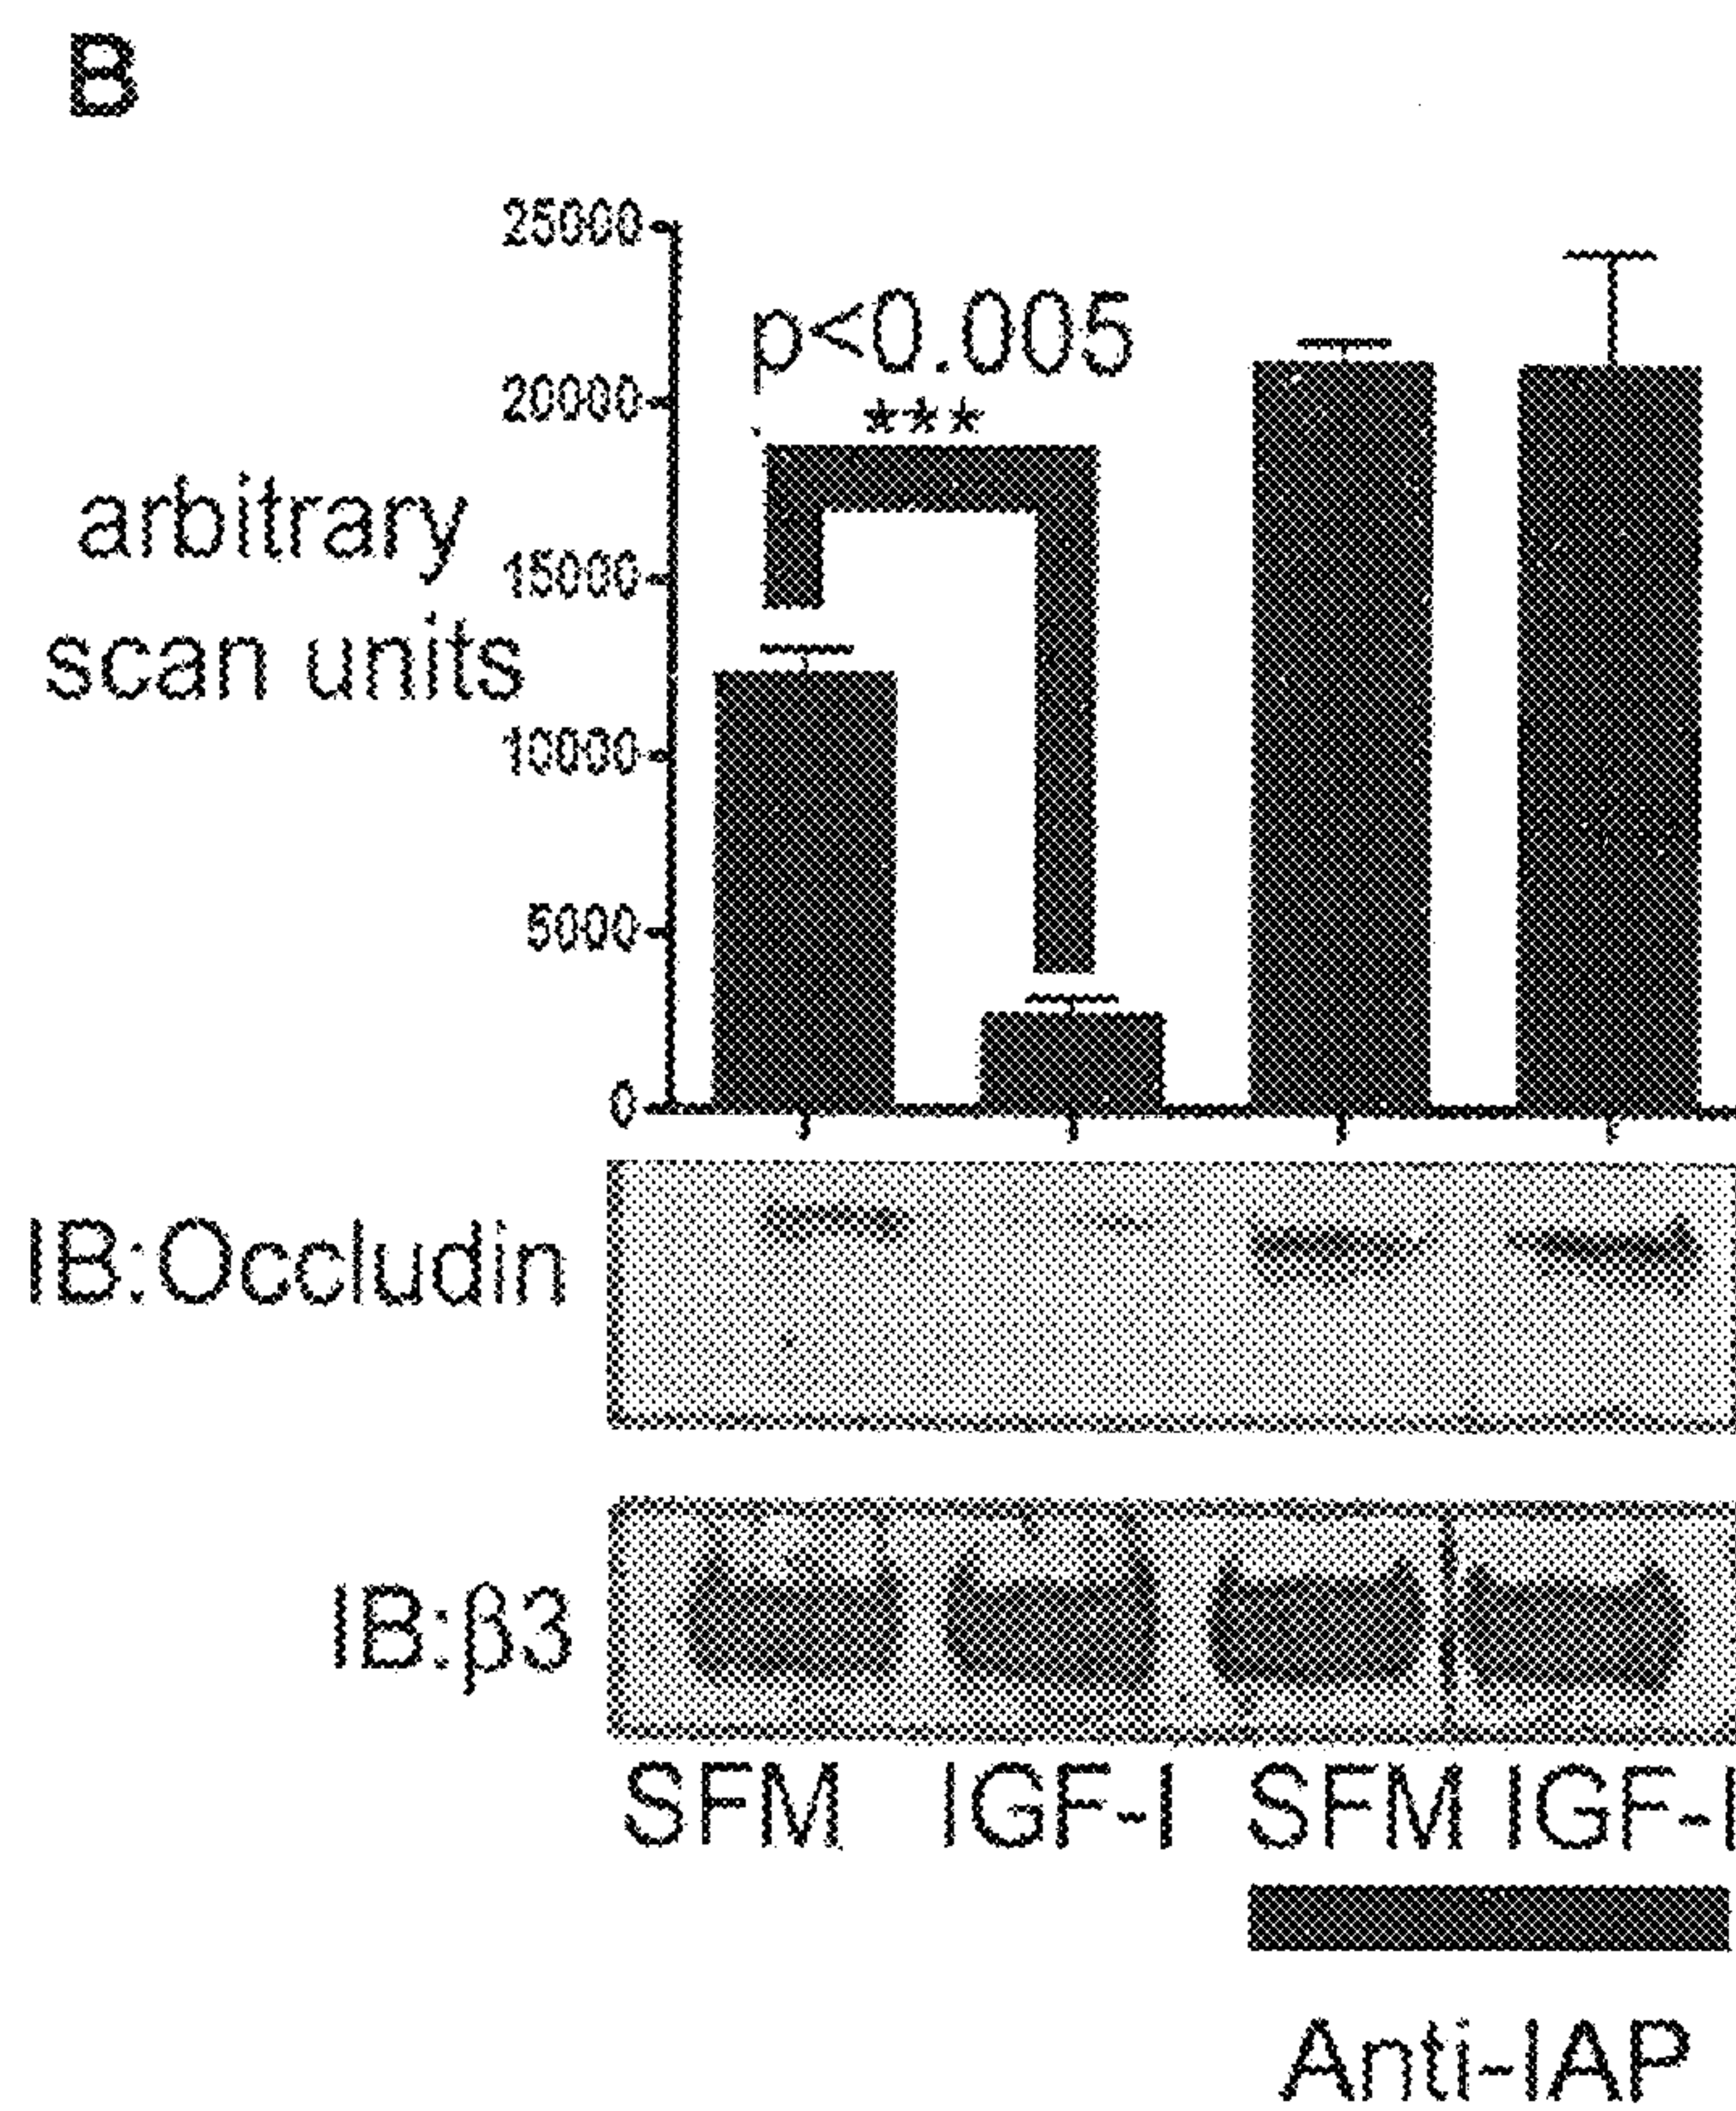 B
25000
p<0.005
20000
***
arbitrary
15000
scan units
10000
5000
0
IB:Occludin
IB:β3
SFM IGF-I SFM IGF-I
Anti-IAP